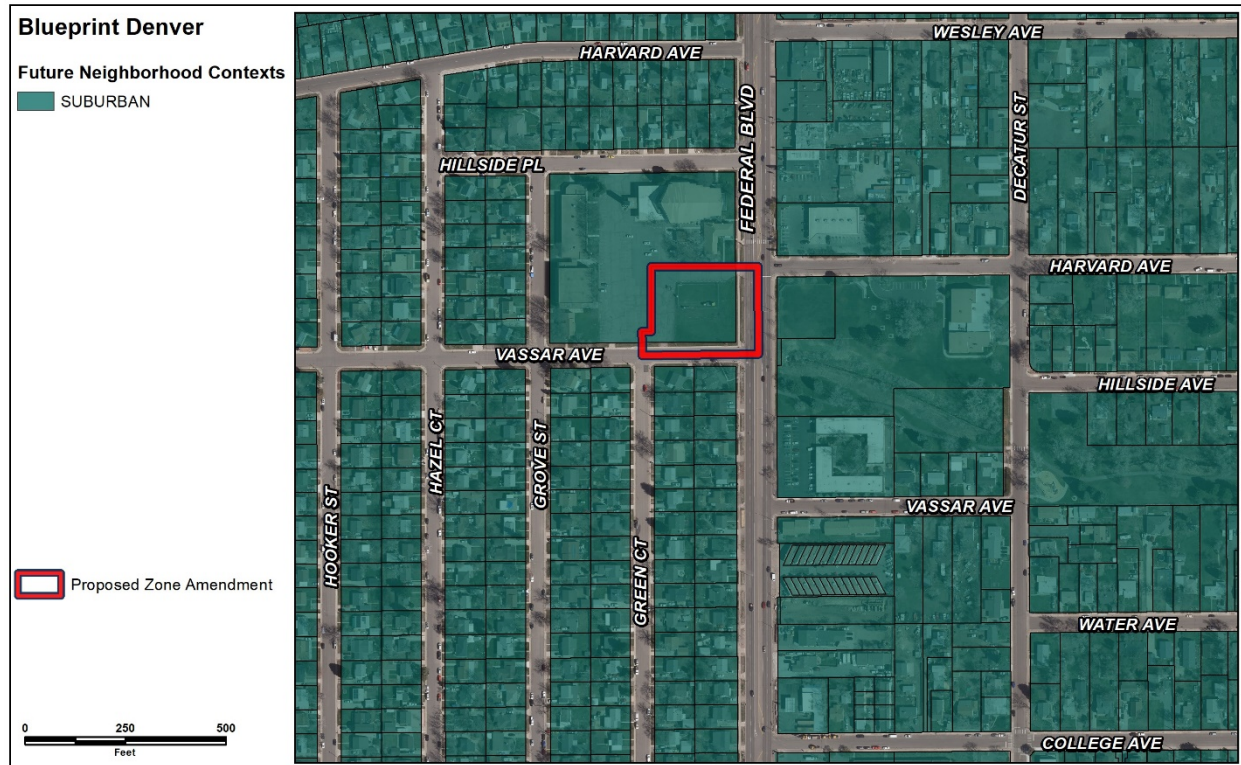 Blueprint Denver
Future Neighborhood Contexts
SUBURBAN
Proposed Zone Amendment
0 250 500
Feet
WESLEY AVE
HARVARD AVE
DECATUR ST
HILLSIDE PL
FEDERAL BLVD
HARVARD AVE
VASSAR AVE
HILLSIDE AVE
HAZEL CT
GROVE ST
HOOKER ST
VASSAR AVE
GREEN CT
WATER AVE
COLLEGE AVE